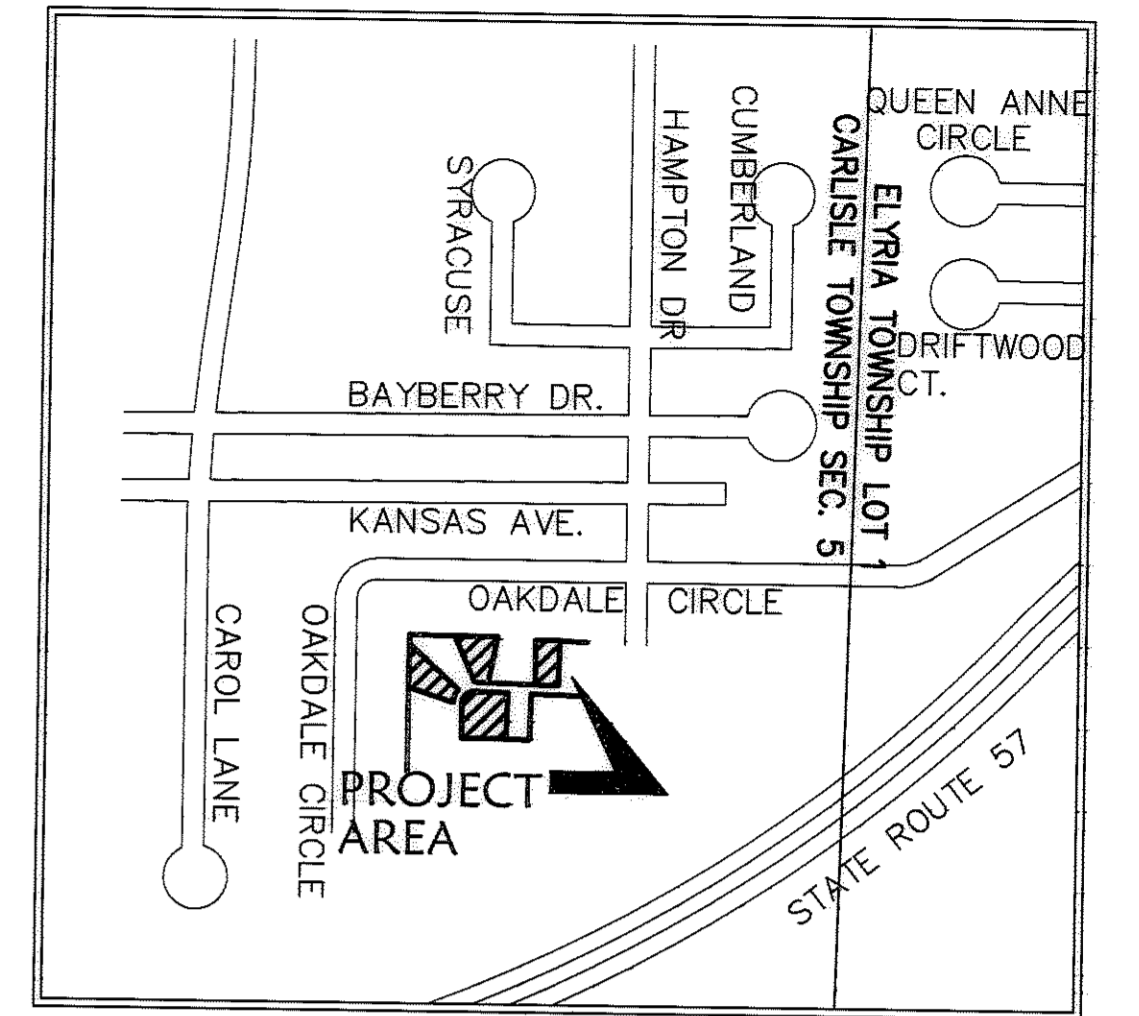 QUEEN ANNE
CIRCLE
CUMBERLAND
HAMPTON DR
SYRACUSE
CARLISLE TOWNSHIP SEC. 5
ELYRIA TOWNSHIP LOT 1
DRIFTWOOD
CT.
BAYBERRY DR.
KANSAS AVE.
OAKDALE CIRCLE
CAROL LANE
OAKDALE CIRCLE
PROJECT
AREA
STATE ROUTE 57